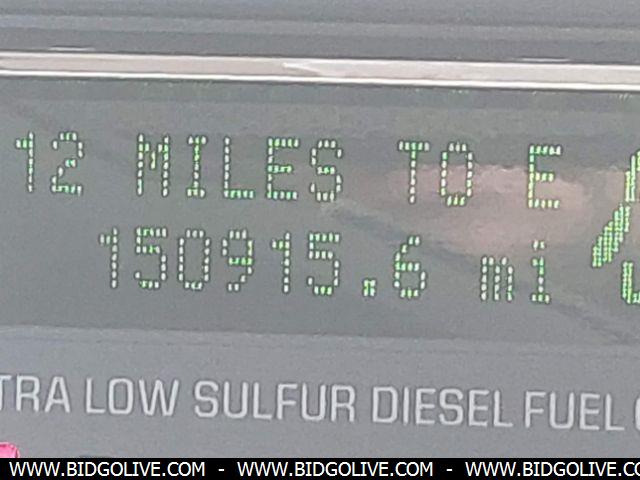 12 MILES TO E
150915.6 mi
TRA LOW SULFUR DIESEL FUEL
WWW.BIDGOLIVE.COM - WWW.BIDGOLIVE.COM - WWW.BIDGOLIVE.COM